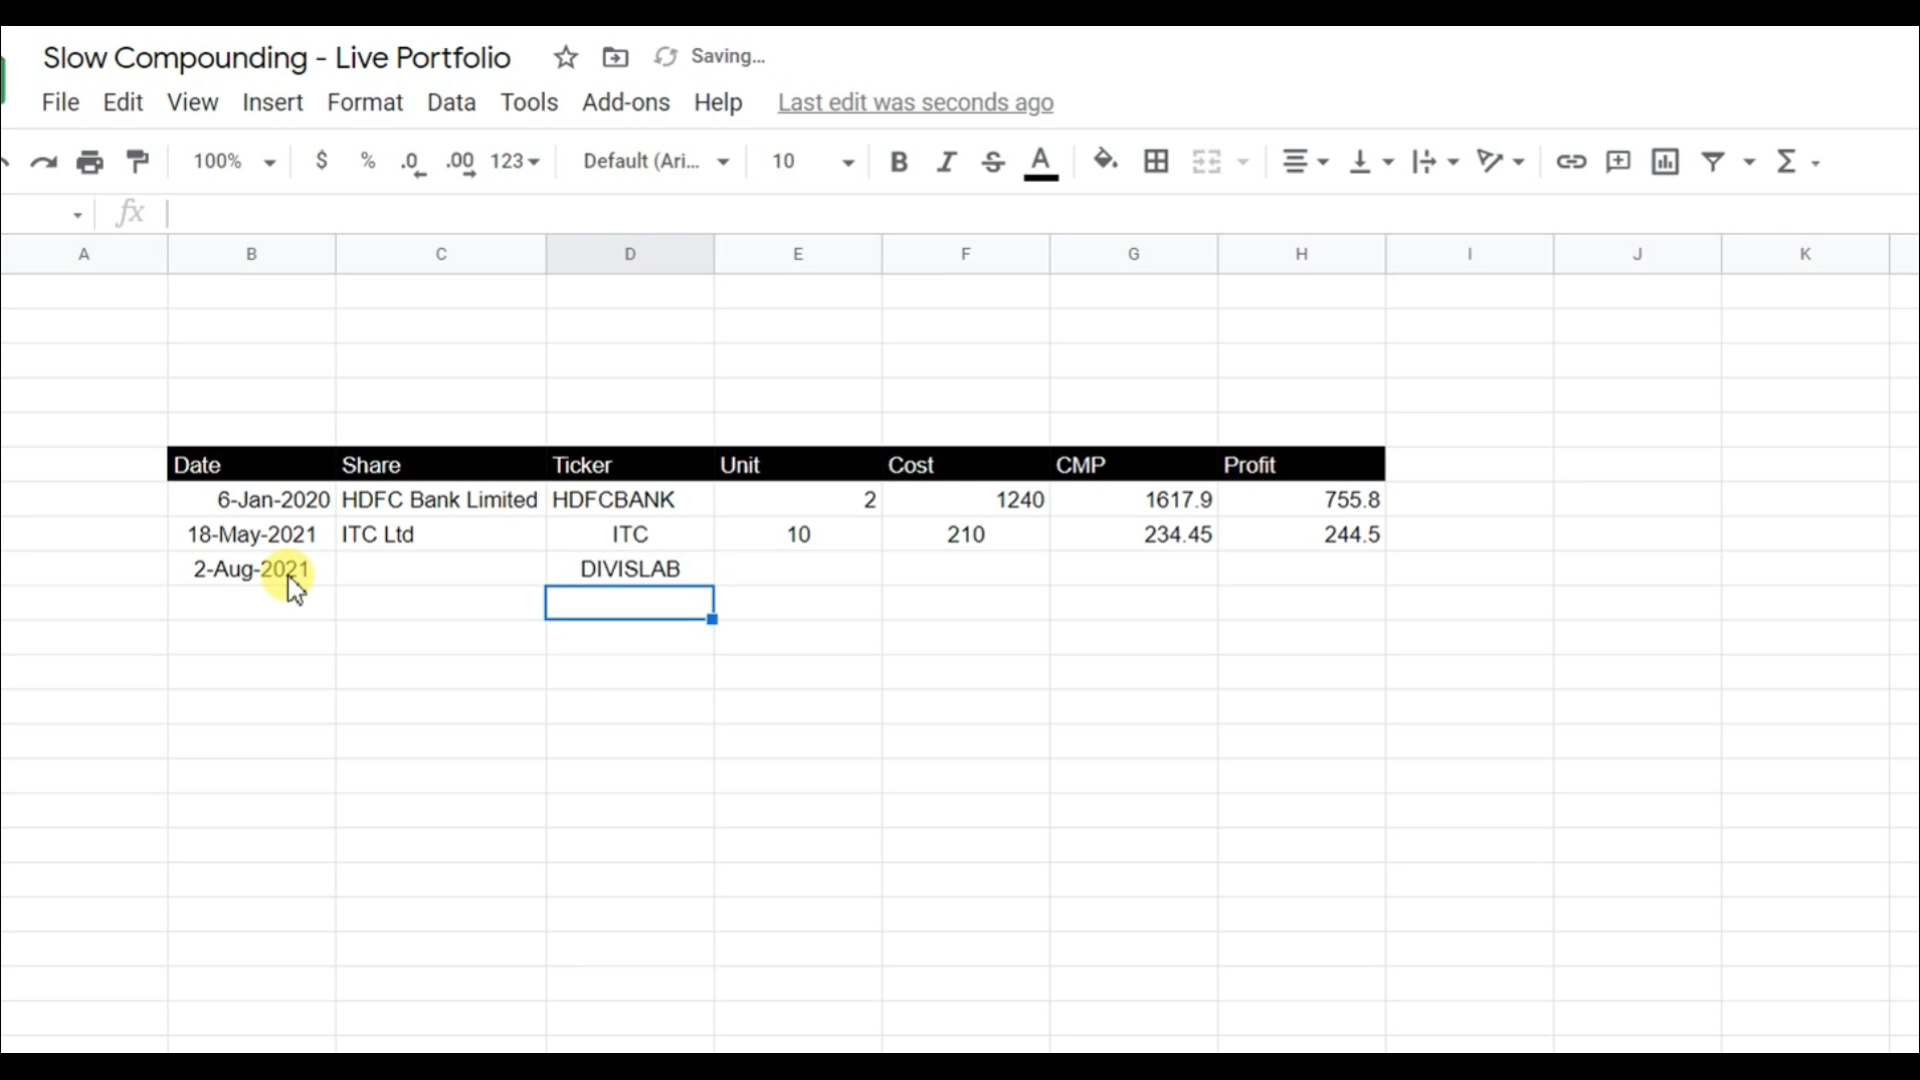 Slow Compounding - Live Portfolio Saving...
File Edit View Insert Format Data Tools Add-ons Help Last edit was seconds ago
100% $ % .0 .00 123 Default (Ari... 10 B I S A Σ
fx
A B C D E F G H I J K
Date Share Ticker Unit Cost CMP Profit
6-Jan-2020 HDFC Bank Limited HDFCBANK 2 1240 1617.9 755.8
18-May-2021 ITC Ltd ITC 10 210 234.45 244.5
2-Aug-2021 DIVISLAB